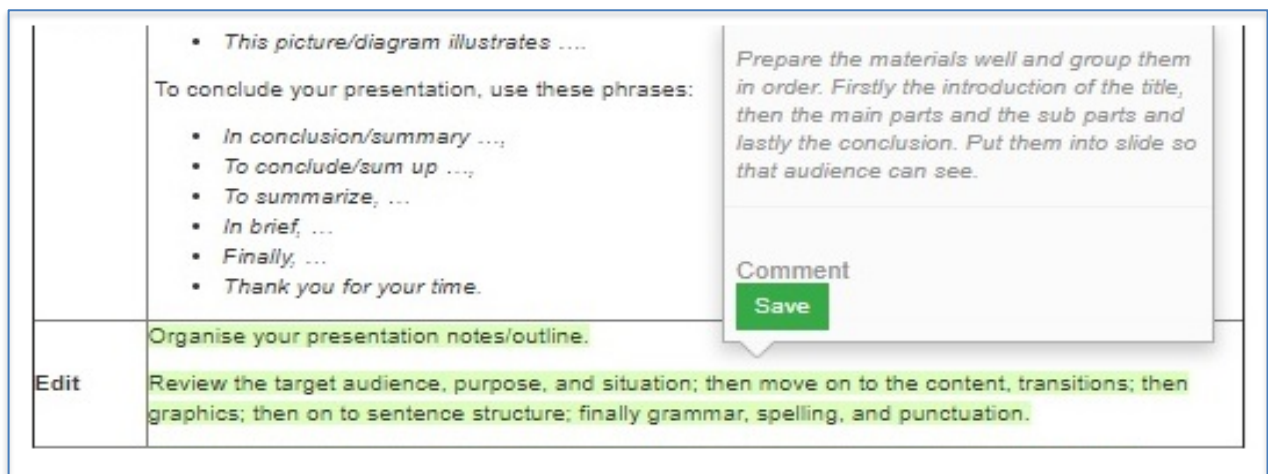 This picture/diagram illustrates ….
To conclude your presentation, use these phrases:
In conclusion/summary …,
To conclude/sum up …,
To summarize, …
In brief, …
Finally, …
Thank you for your time.
Prepare the materials well and group them
in order. Firstly the introduction of the title,
then the main parts and the sub parts and
lastly the conclusion. Put them into slide so
that audience can see.
Comment
Save
Edit
Organise your presentation notes/outline.
Review the target audience, purpose, and situation; then move on to the content, transitions; then
graphics; then on to sentence structure; finally grammar, spelling, and punctuation.